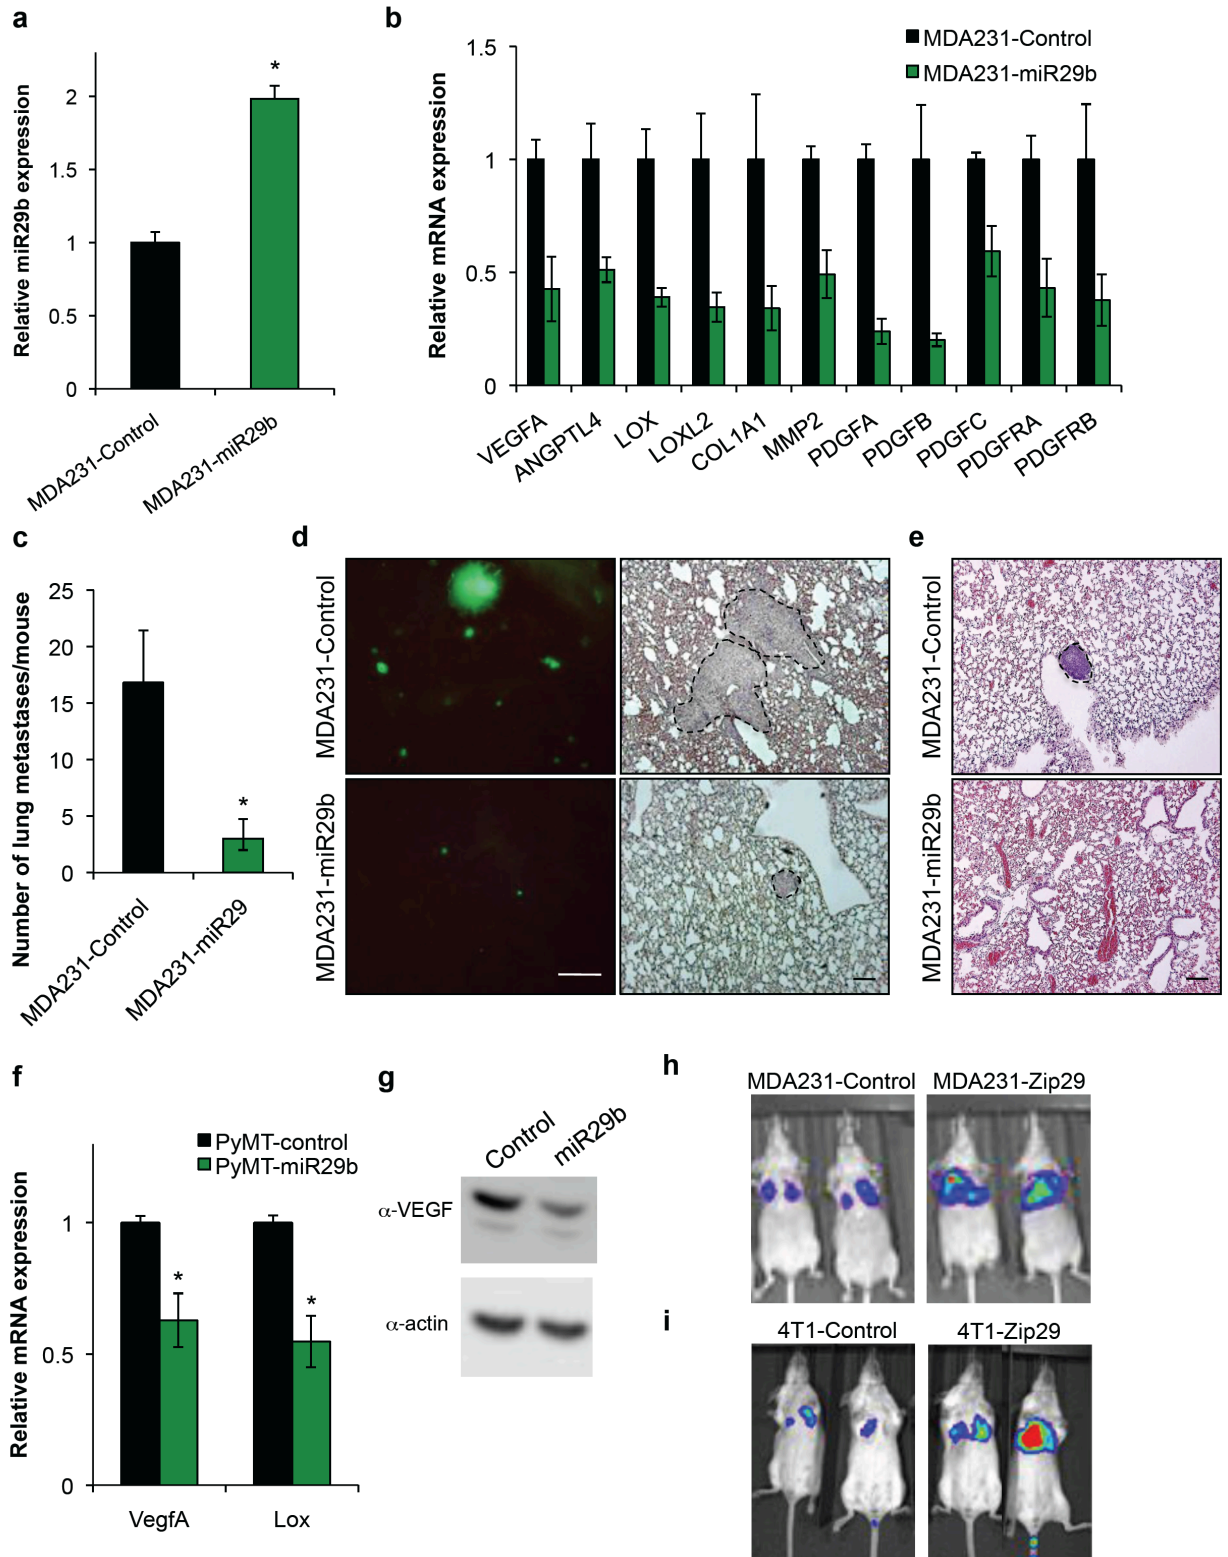 a
Relative miR29b expression
2
1.5
1
0.5
0
*
MDA231-Control
MDA231-miR29b
b
Relative mRNA expression
1.5
1
0.5
0
MDA231-Control
MDA231-miR29b
VEGFA
ANGPTL4
LOX
LOXL2
COL1A1
MMP2
PDGFA
PDGFB
PDGFC
PDGFRA
PDGFRB
c
Number of lung metastases/mouse
25
20
15
10
5
0
*
MDA231-Control
MDA231-miR29
d
MDA231-Control
MDA231-miR29b
e
MDA231-Control
MDA231-miR29b
f
Relative mRNA expression
1
0.5
0
PyMT-control
PyMT-miR29b
*
*
VegfA
Lox
g
Control
miR29b
α-VEGF
α-actin
h
MDA231-Control
MDA231-Zip29
i
4T1-Control
4T1-Zip29